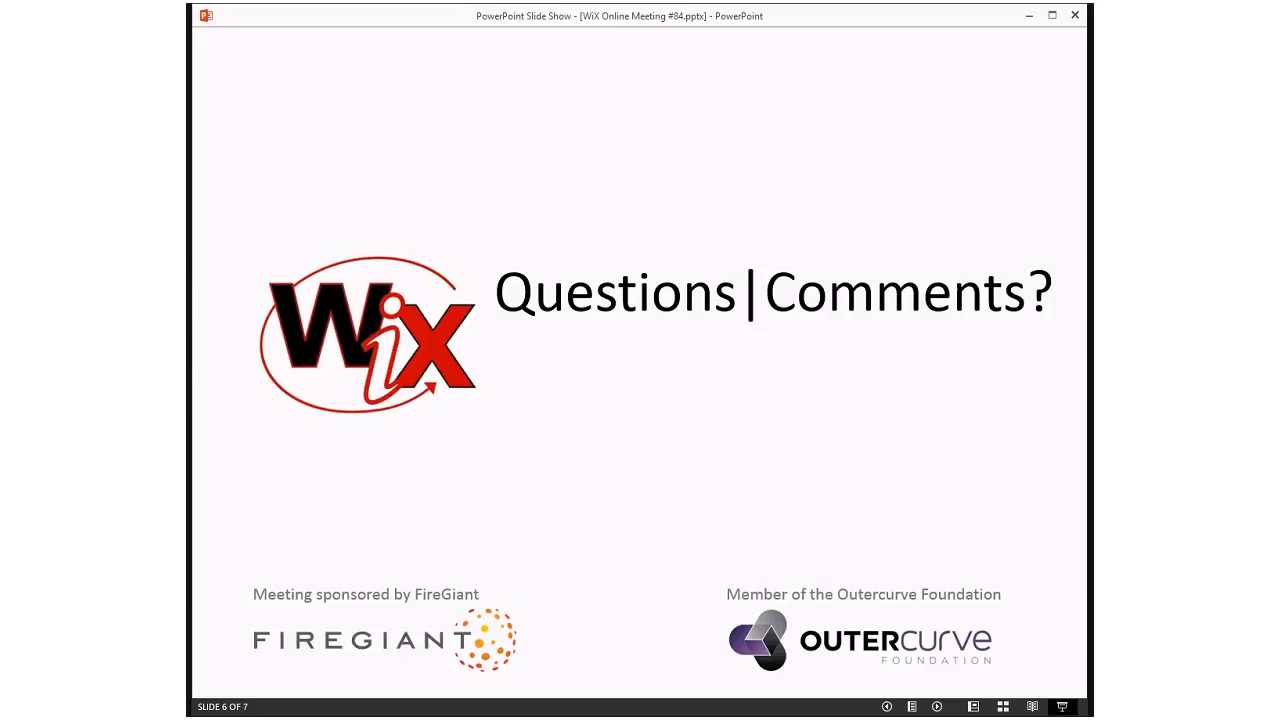 PowerPoint Slide Show - [WiX Online Meeting #84.pptx] - PowerPoint
WiX
Questions|Comments?
Meeting sponsored by FireGiant
FIREGIANT
Member of the Outercurve Foundation
OUTERCURVE
FOUNDATION
SLIDE 6 OF 7